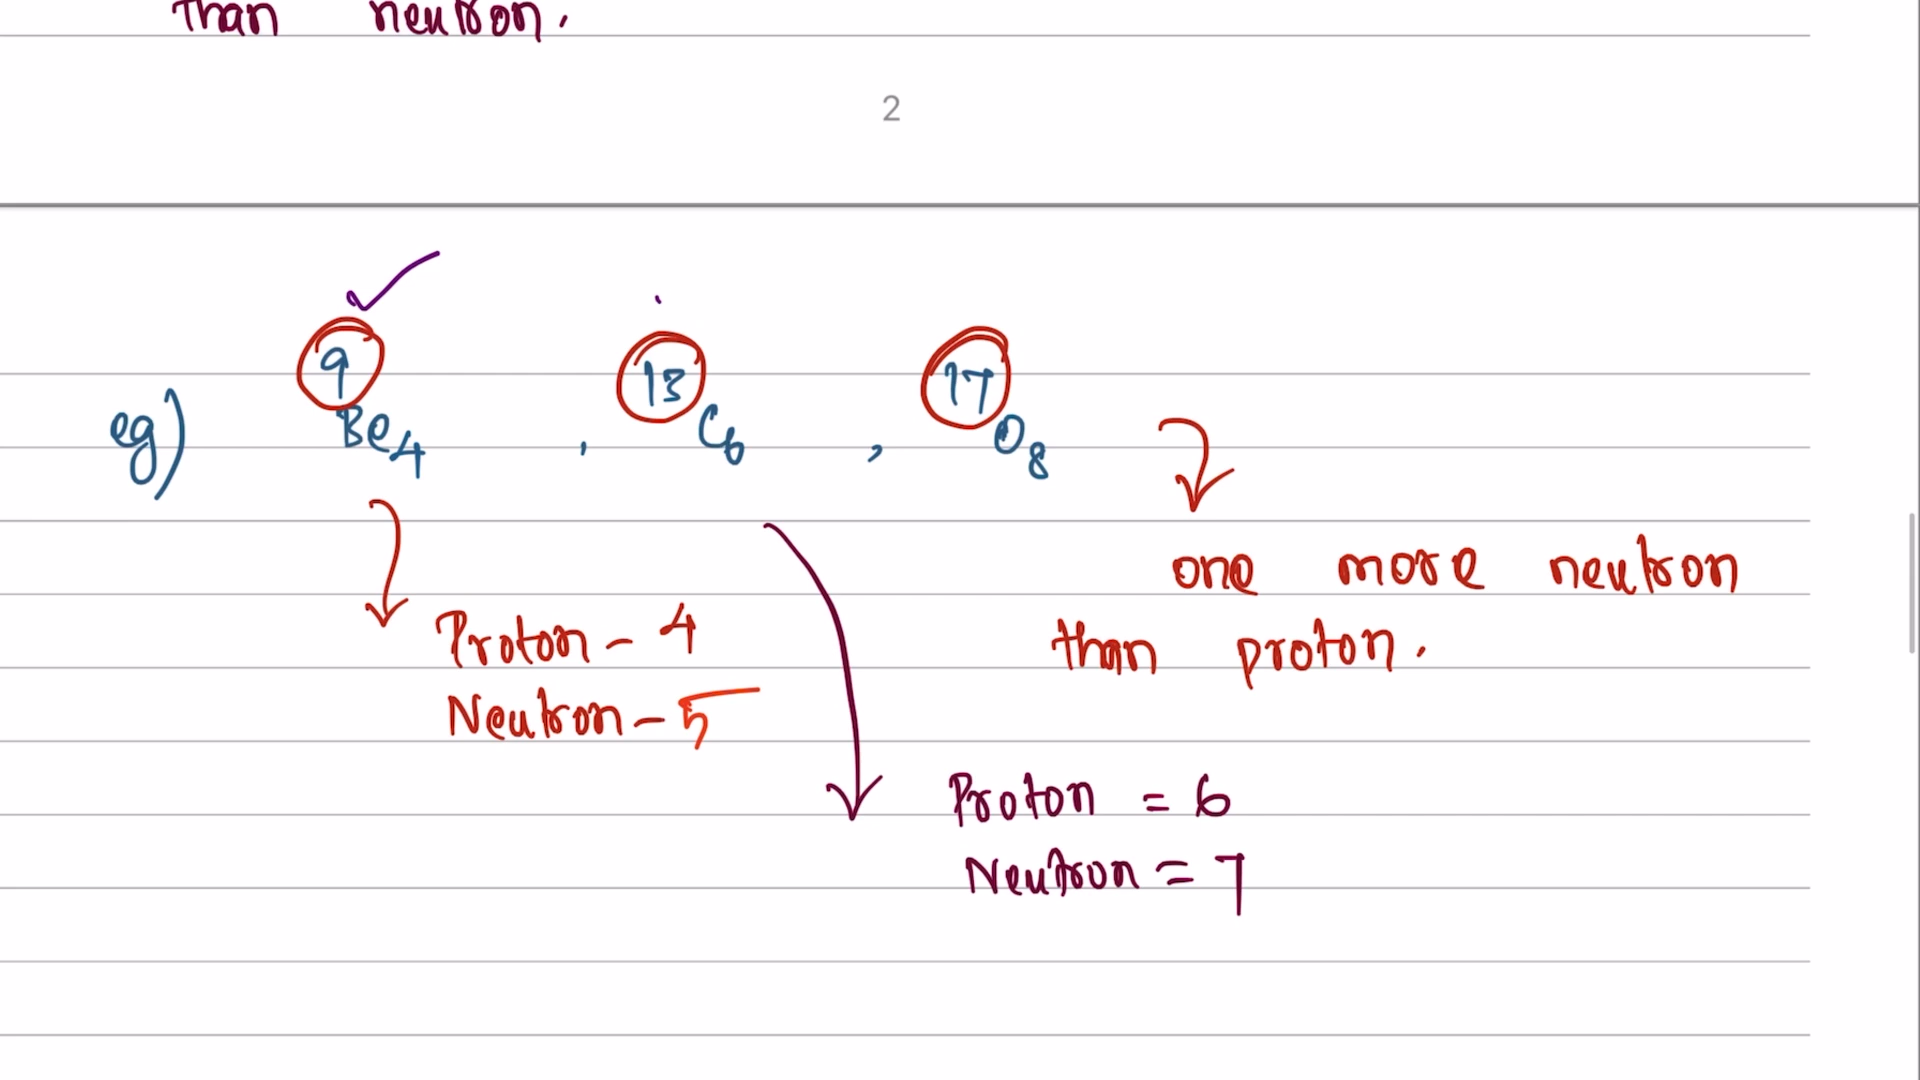 than neutron.
2
eg) 9 Be 4 , 13 C 6 , 17 O 8
one more neutron
than proton.
Proton - 4
Neutron - 5
Proton = 6
Neutron = 7